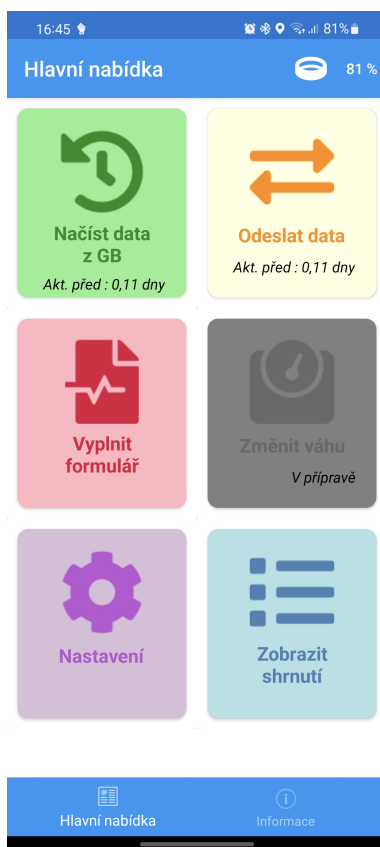 16:45 81%
Hlavní nabídka 81 %
Načíst data
z GB
Akt. před : 0,11 dny
Odeslat data
Akt. před : 0,11 dny
Vyplnit
formulář
Změnit váhu
V přípravě
Nastavení
Zobrazit
shrnutí
Hlavní nabídka
Informace